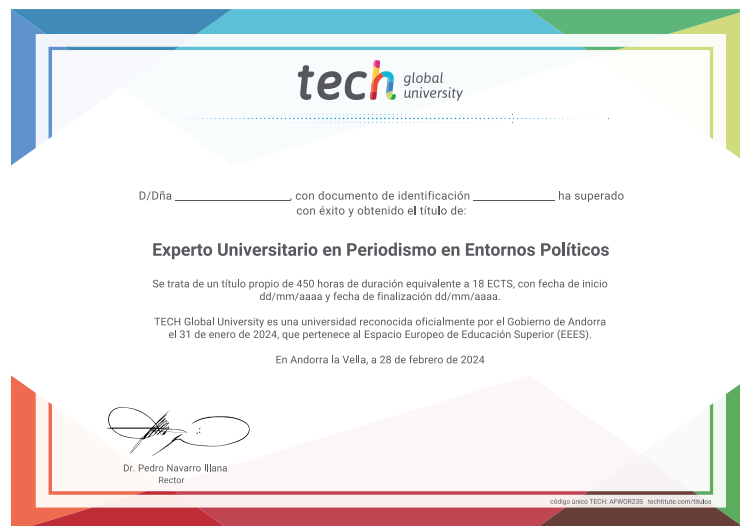 tech global
university
D/Dña ________________, con documento de identificación ____________ ha superado
con éxito y obtenido el título de:
Experto Universitario en Periodismo en Entornos Políticos
Se trata de un título propio de 450 horas de duración equivalente a 18 ECTS, con fecha de inicio
dd/mm/aaaa y fecha de finalización dd/mm/aaaa.
TECH Global University es una universidad reconocida oficialmente por el Gobierno de Andorra
el 31 de enero de 2024, que pertenece al Espacio Europeo de Educación Superior (EEES).
En Andorra la Vella, a 28 de febrero de 2024
Dr. Pedro Navarro Illana
Rector
código único TECH: AFWOR23S techtitute.com/titulos